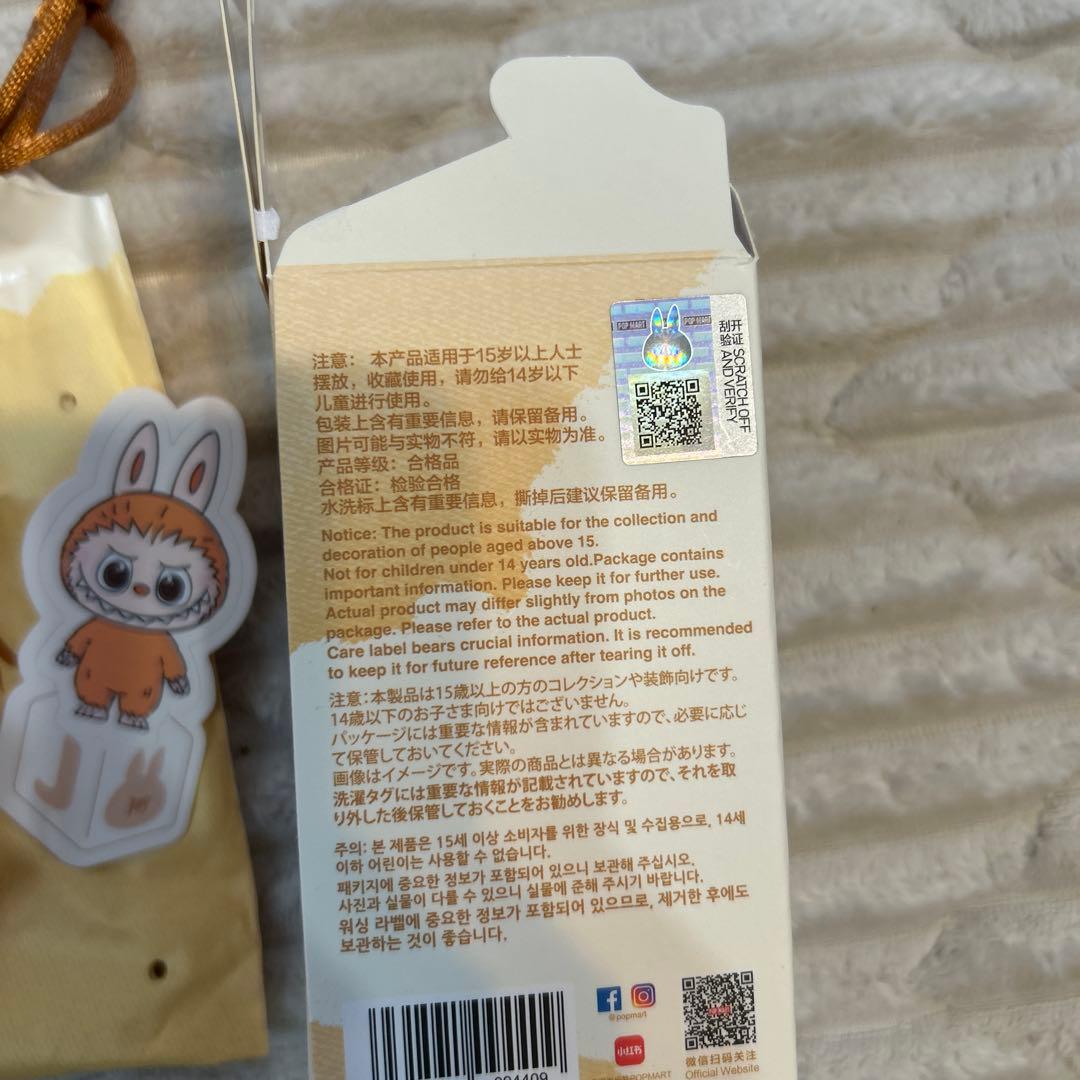 POP MART
POP MART
开试
刮验 SCRATCH OFF
AND VERIFY
注意： 本产品适用于15岁以上人士
摆放，收藏使用，请勿给14岁以下
儿童进行使用。
包装上含有重要信息，请保留备用。
图片可能与实物不符，请以实物为准。
产品等级：合格品
合格证：检验合格
水洗标上含有重要信息，撕掉后建议保留备用。
Notice: The product is suitable for the collection and
decoration of people aged above 15.
Not for children under 14 years old.Package contains
important information. Please keep it for further use.
Actual product may differ slightly from photos on the
package. Please refer to the actual product.
Care label bears crucial information. It is recommended
to keep it for future reference after tearing it off.
注意：本製品は15歳以上の方のコレクションや装飾向けです。
14歳以下のお子さま向けではございません。
パッケージには重要な情報が含まれていますので、必要に応じ
て保管しておいてください。
画像はイメージです。実際の商品とは異なる場合があります。
洗濯タグには重要な情報が記載されていますので、それを取
り外した後保管しておくことをお勧めします。
주의: 본 제품은 15세 이상 소비자를 위한 장식 및 수집용으로, 14세
이하 어린이는 사용할 수 없습니다.
패키지에 중요한 정보가 포함되어 있으니 보관해 주십시오.
사진과 실물이 다를 수 있으니 실물에 준해 주시기 바랍니다.
워싱 라벨에 중요한 정보가 포함되어 있으므로, 제거한 후에도
보관하는 것이 좋습니다.
@popmart
小红书
POPMART
微信扫码关注
Official Website
094409
J